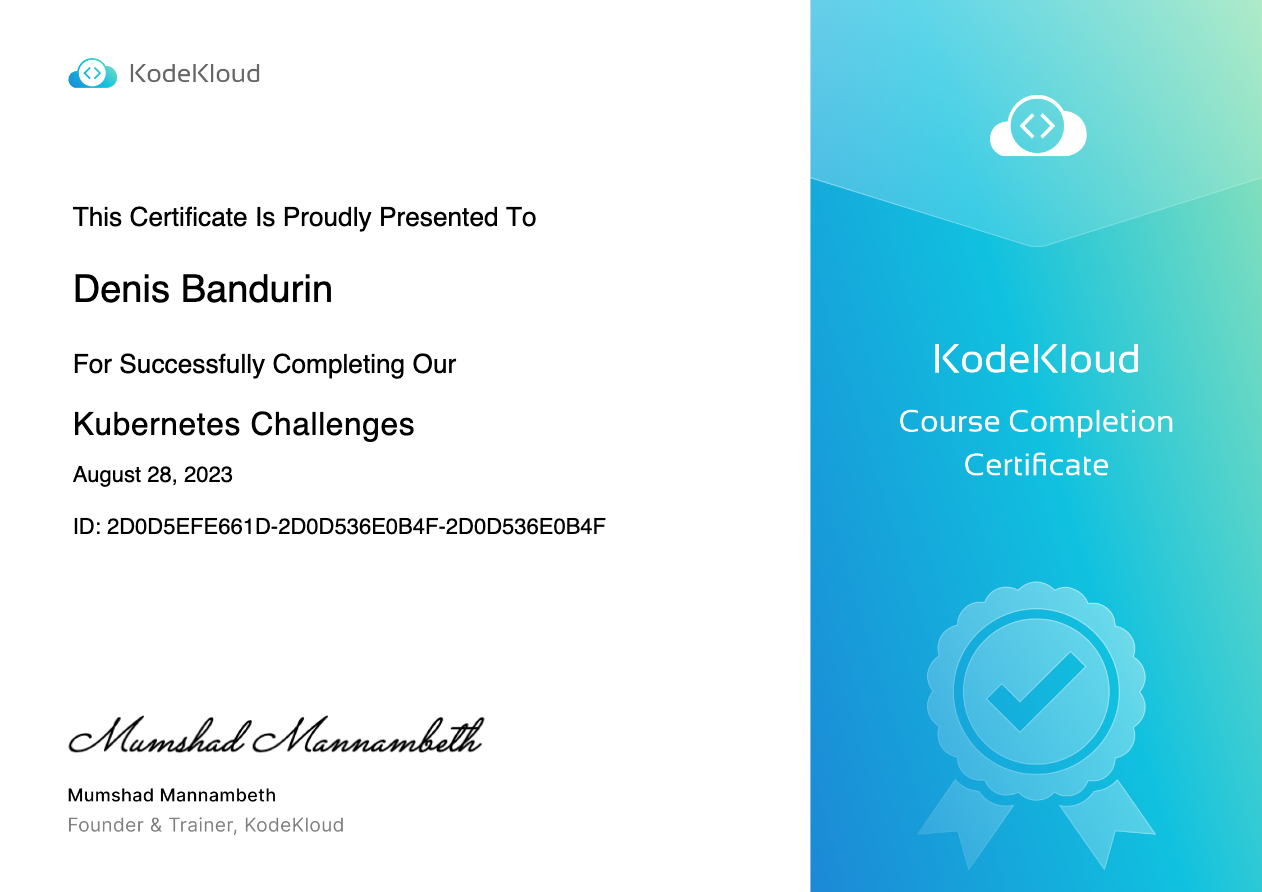 KodeKloud
This Certificate Is Proudly Presented To
Denis Bandurin
For Successfully Completing Our
Kubernetes Challenges
August 28, 2023
ID: 2D0D5EFE661D-2D0D536E0B4F-2D0D536E0B4F
Mumshad Mannambeth
Mumshad Mannambeth
Founder & Trainer, KodeKloud
KodeKloud
Course Completion
Certificate